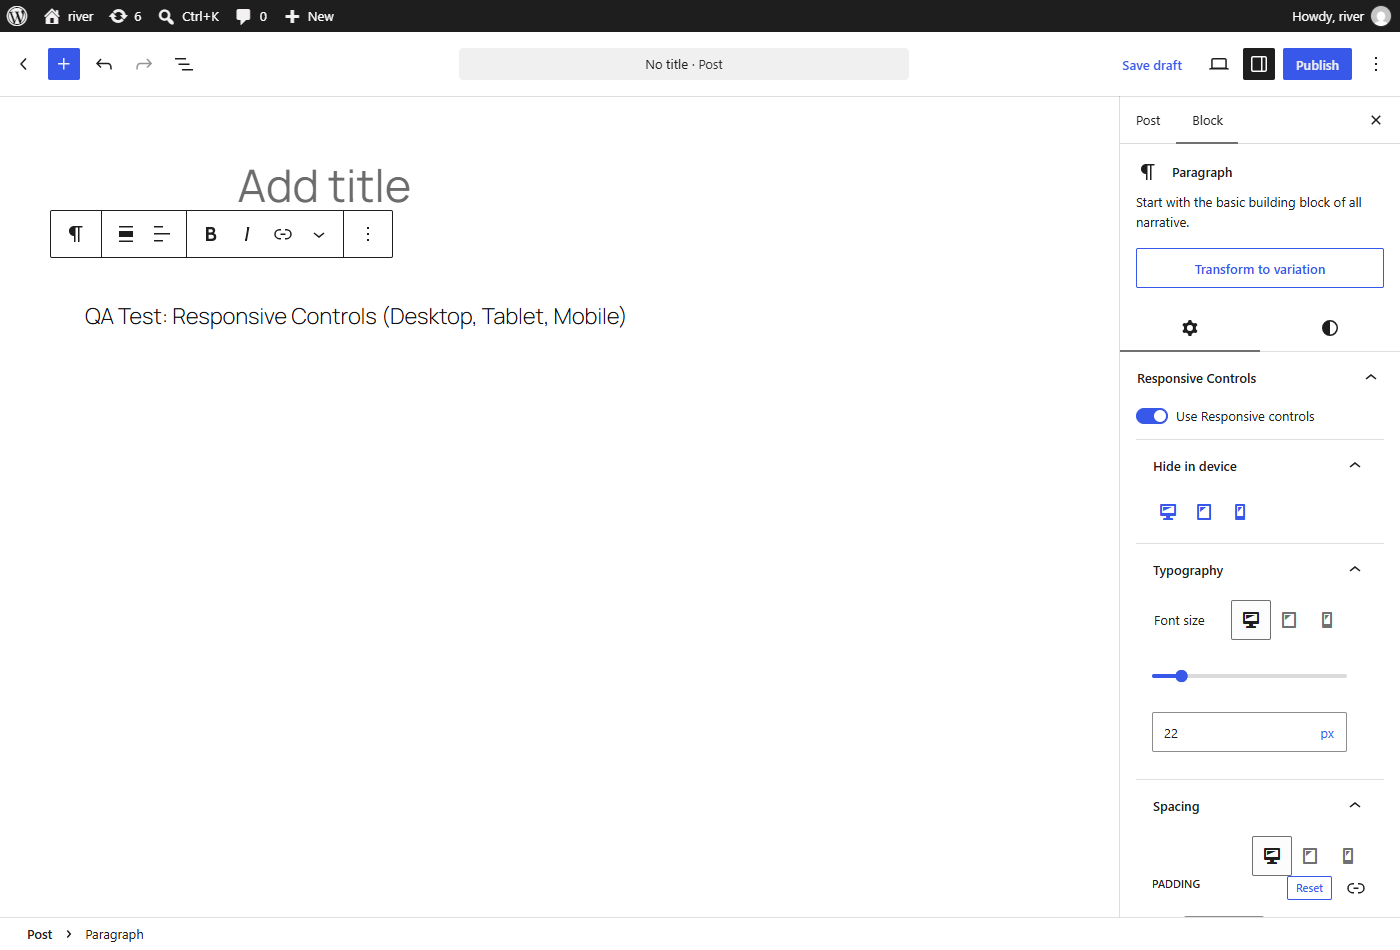 river 6 Ctrl+K 0 New Howdy, river
No title · Post Save draft Publish
Post Block
Add title
Paragraph
Start with the basic building block of all
narrative.
B I
Transform to variation
QA Test: Responsive Controls (Desktop, Tablet, Mobile)
Responsive Controls
Use Responsive controls
Hide in device
Typography
Font size
22 px
Spacing
PADDING Reset
Post Paragraph